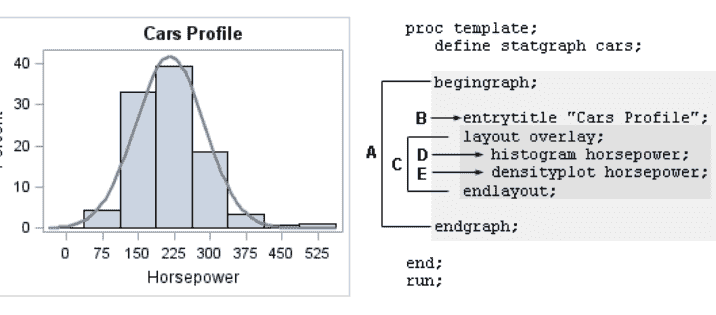 Cars Profile
40
30
20
10
0
0 75 150 225 300 375 450 525
Horsepower
proc template;
define statgraph cars;
begingraph;
B entrytitle "Cars Profile";
layout overlay;
A
C
D histogram horsepower;
E densityplot horsepower;
endlayout;
endgraph;
end;
run;